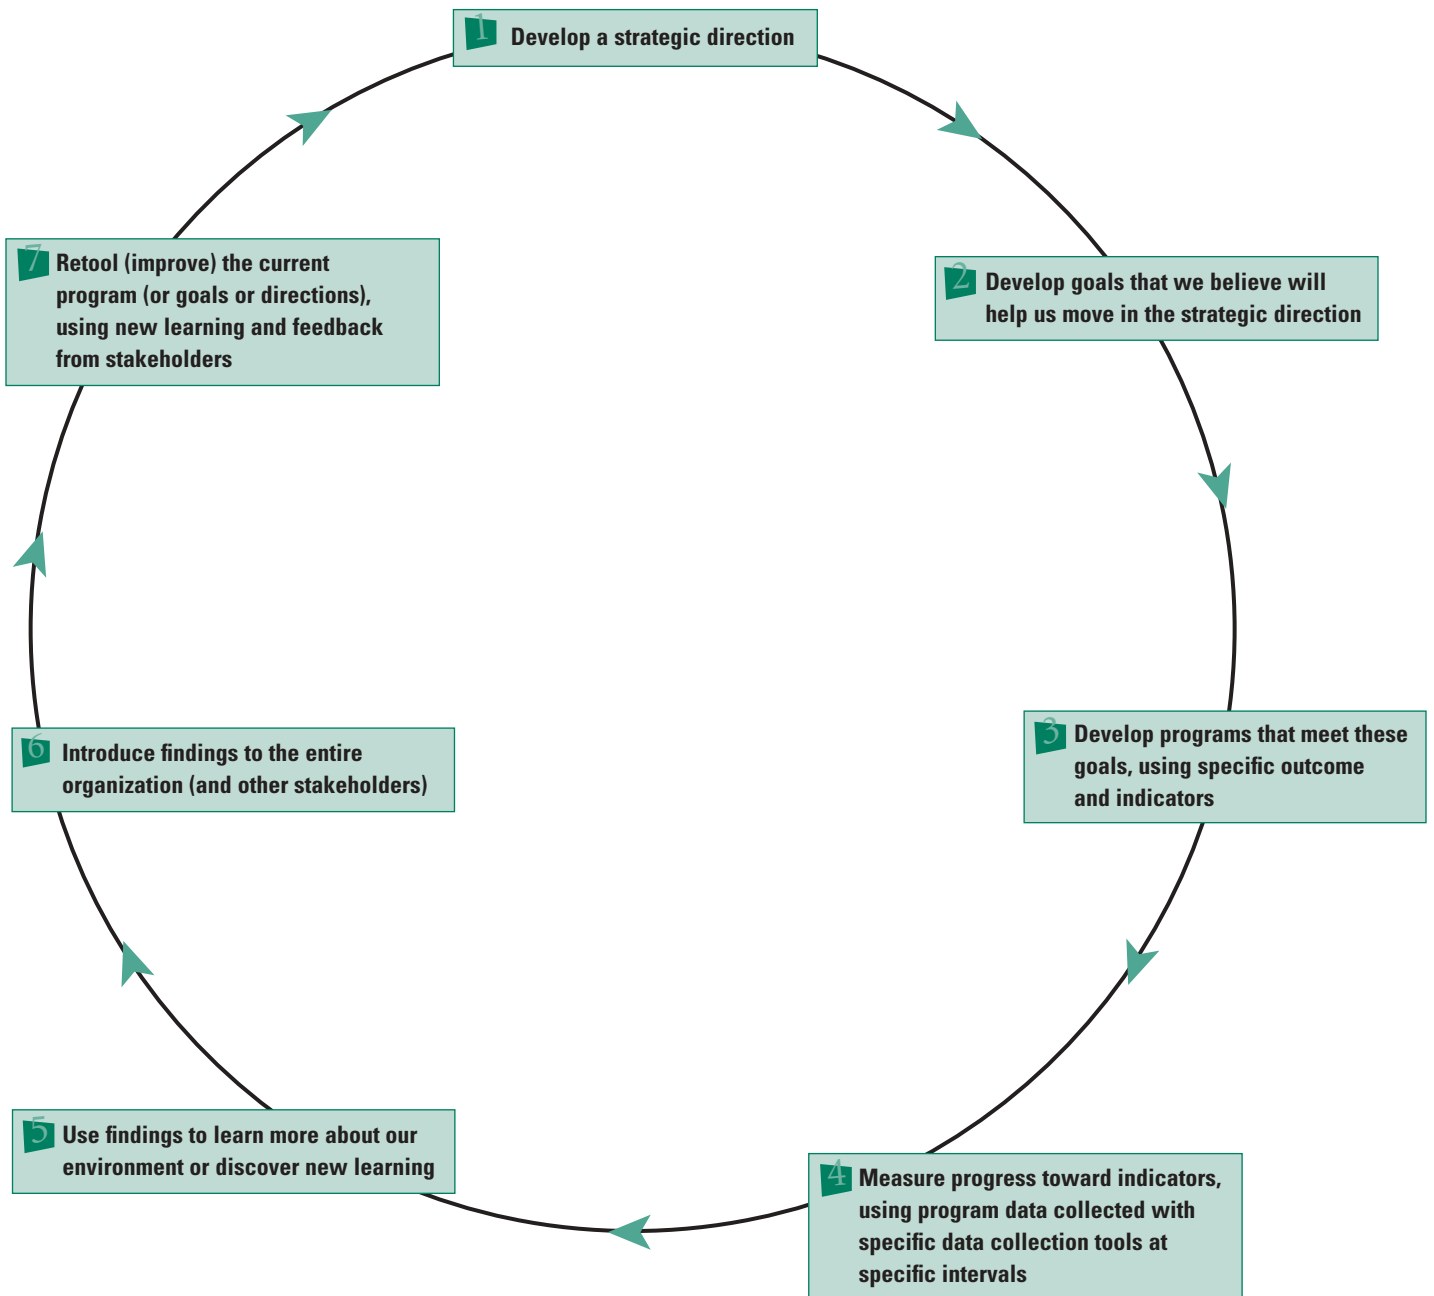 1 Develop a strategic direction
2 Develop goals that we believe will
help us move in the strategic direction
3 Develop programs that meet these
goals, using specific outcome
and indicators
4 Measure progress toward indicators,
using program data collected with
specific data collection tools at
specific intervals
5 Use findings to learn more about our
environment or discover new learning
6 Introduce findings to the entire
organization (and other stakeholders)
7 Retool (improve) the current
program (or goals or directions),
using new learning and feedback
from stakeholders